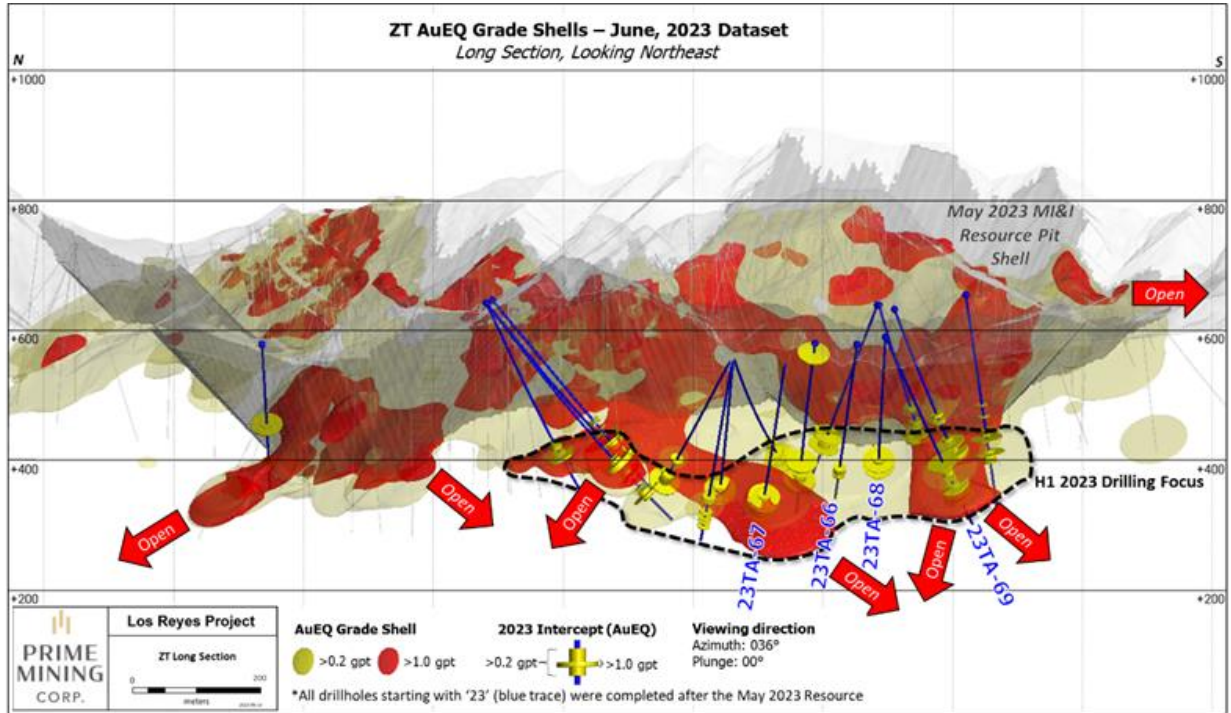 ZT AuEQ Grade Shells – June, 2023 Dataset
Long Section, Looking Northeast
N
S
+1000
+1000
+800
+800
May 2023 MI&I
Resource Pit
Shell
Open
+600
+600
+400
+400
H1 2023 Drilling Focus
Open
Open
Open
23TA-67
23TA-66
23TA-68
23TA-69
Open
Open
Open
+200
+200
PRIME
MINING
CORP.
Los Reyes Project
ZT Long Section
0
200
meters
AuEQ Grade Shell
>0.2 gpt
>1.0 gpt
2023 Intercept (AuEQ)
>0.2 gpt
>1.0 gpt
Viewing direction
Azimuth: 036°
Plunge: 00°
*All drillholes starting with '23' (blue trace) were completed after the May 2023 Resource